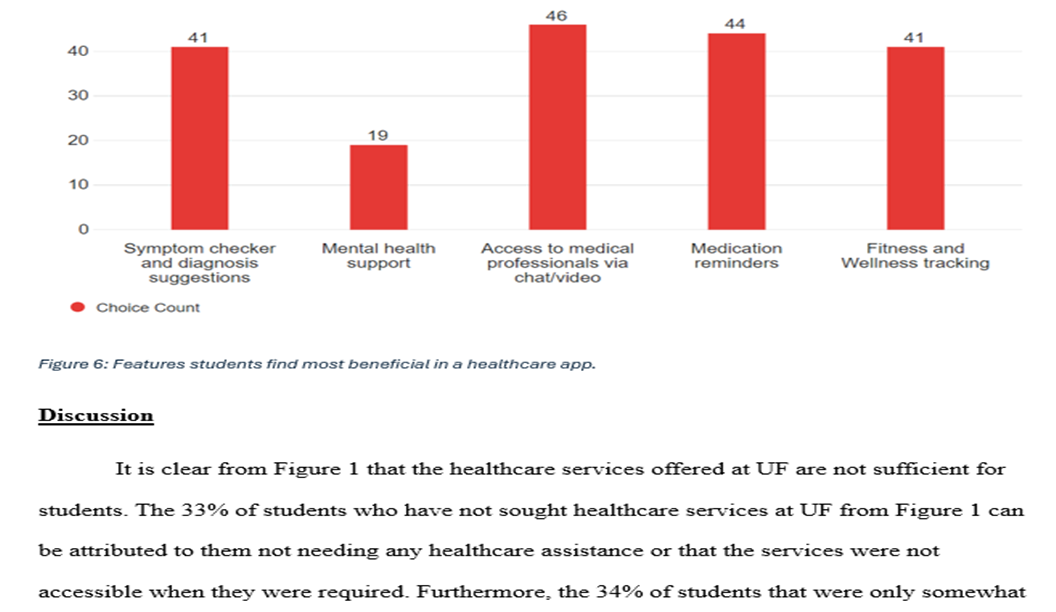 46
44
41
41
40
30
20
19
10
0
Symptom checker and diagnosis suggestions
Mental health support
Access to medical professionals via chat/video
Medication reminders
Fitness and Wellness tracking
Choice Count
Figure 6: Features students find most beneficial in a healthcare app.
Discussion
It is clear from Figure 1 that the healthcare services offered at UF are not sufficient for
students. The 33% of students who have not sought healthcare services at UF from Figure 1 can
be attributed to them not needing any healthcare assistance or that the services were not
accessible when they were required. Furthermore, the 34% of students that were only somewhat